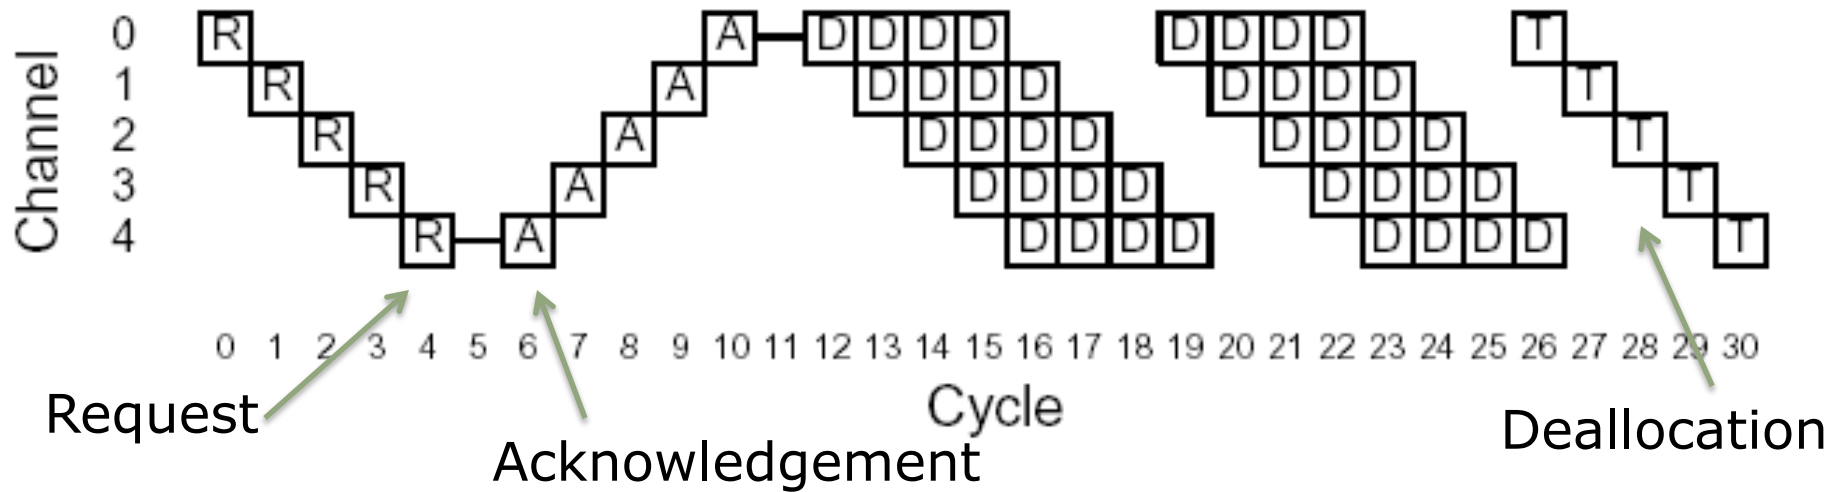 Channel
0 R A D D D D D D D D T
1 R A D D D D D D D D T
2 R A D D D D D D D D T
3 R A D D D D D D D D T
4 R A D D D D D D D D T
0 1 2 3 4 5 6 7 8 9 10 11 12 13 14 15 16 17 18 19 20 21 22 23 24 25 26 27 28 29 30
Cycle
Request
Acknowledgement
Deallocation